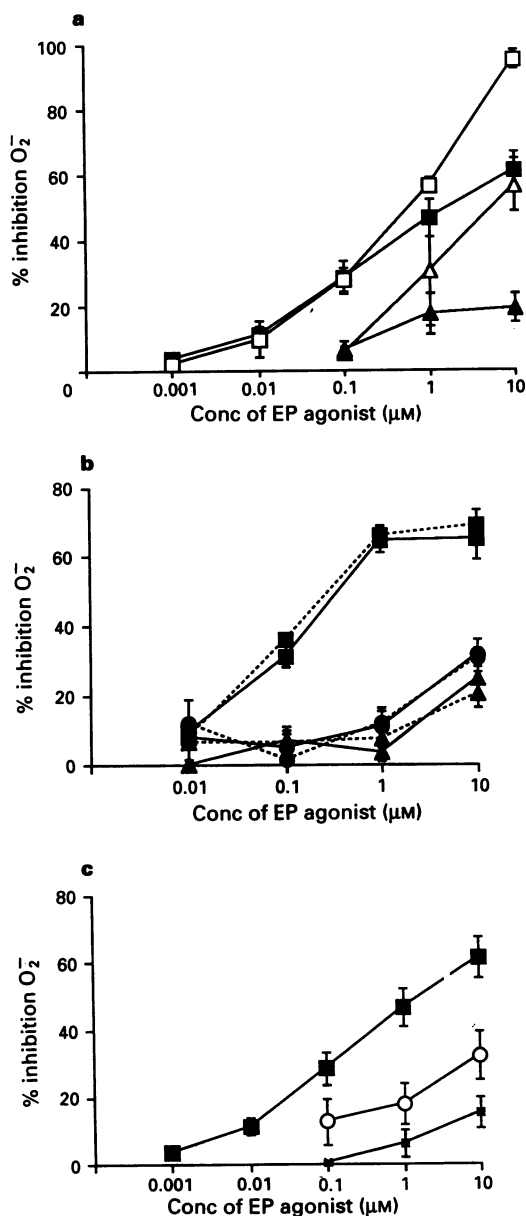 a
% inhibition O₂⁻
100
80
60
40
20
0
0.001 0.01 0.1 1 10
Conc of EP agonist (µM)
b
% inhibition O₂⁻
80
60
40
20
0
0.01 0.1 1 10
Conc of EP agonist (µM)
c
% inhibition O₂⁻
80
60
40
20
0
0.001 0.01 0.1 1 10
Conc of EP agonist (µM)